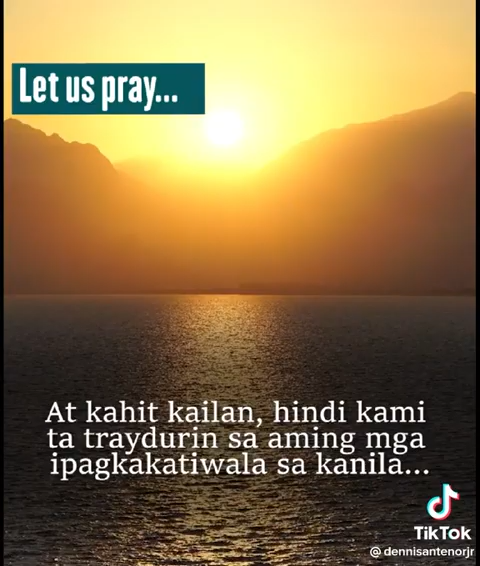 Let us pray...
At kahit kailan, hindi kami
ta traydurin sa aming mga
ipagkakatiwala sa kanila...
TikTok
@dennisantenorjr